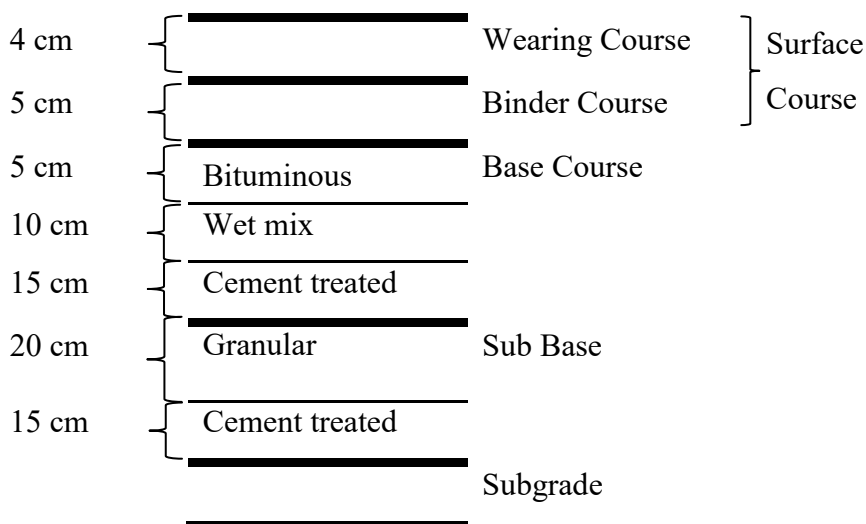 4 cm Wearing Course Surface
5 cm Binder Course Course
5 cm Bituminous Base Course
10 cm Wet mix
15 cm Cement treated
20 cm Granular Sub Base
15 cm Cement treated
Subgrade